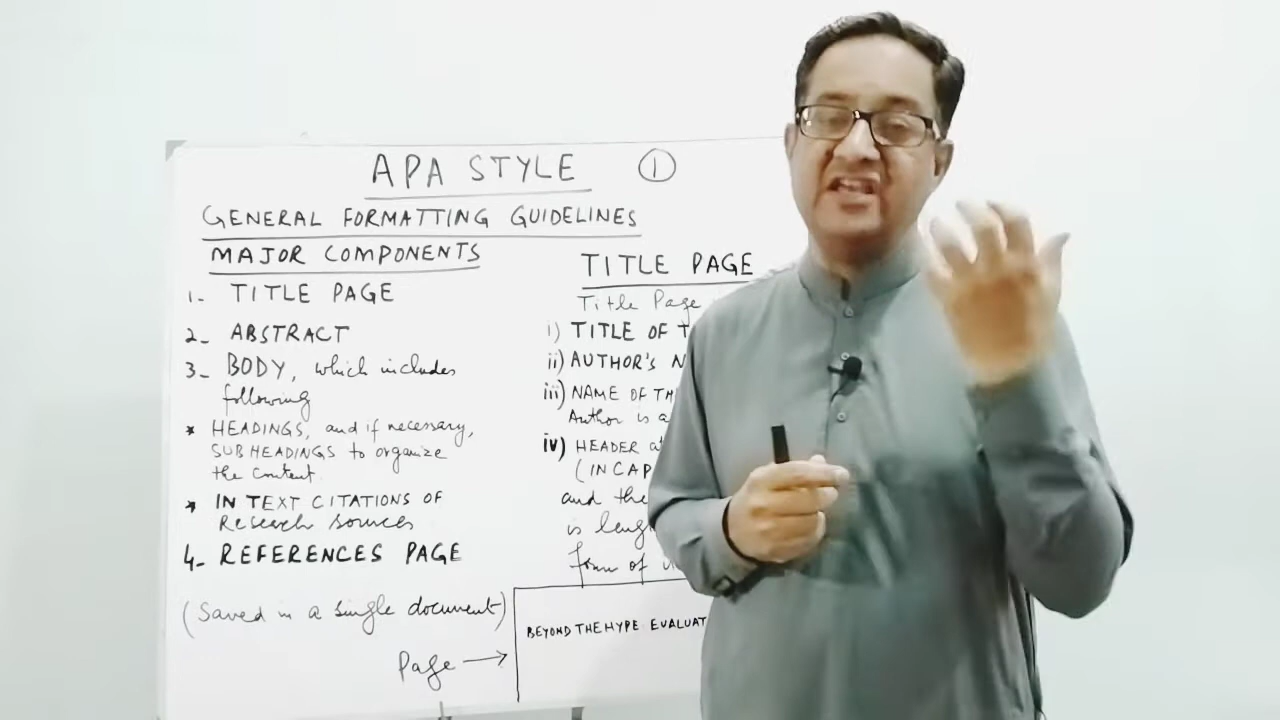 APA STYLE ①
GENERAL FORMATTING GUIDELINES
MAJOR COMPONENTS
1- TITLE PAGE
2- ABSTRACT
3- BODY, which includes
following
* HEADINGS, and if necessary,
SUBHEADINGS to organize
the content.
* IN TEXT CITATIONS OF
Research sources
4- REFERENCES PAGE
(Saved in a single document)
Page →
TITLE PAGE
Title Page
i) TITLE OF T
ii) AUTHOR'S N
iii) NAME OF TH
Author is a
iv) HEADER a
(IN CAP
and the
is leng
form of
BEYOND THE HYPE EVALUAT